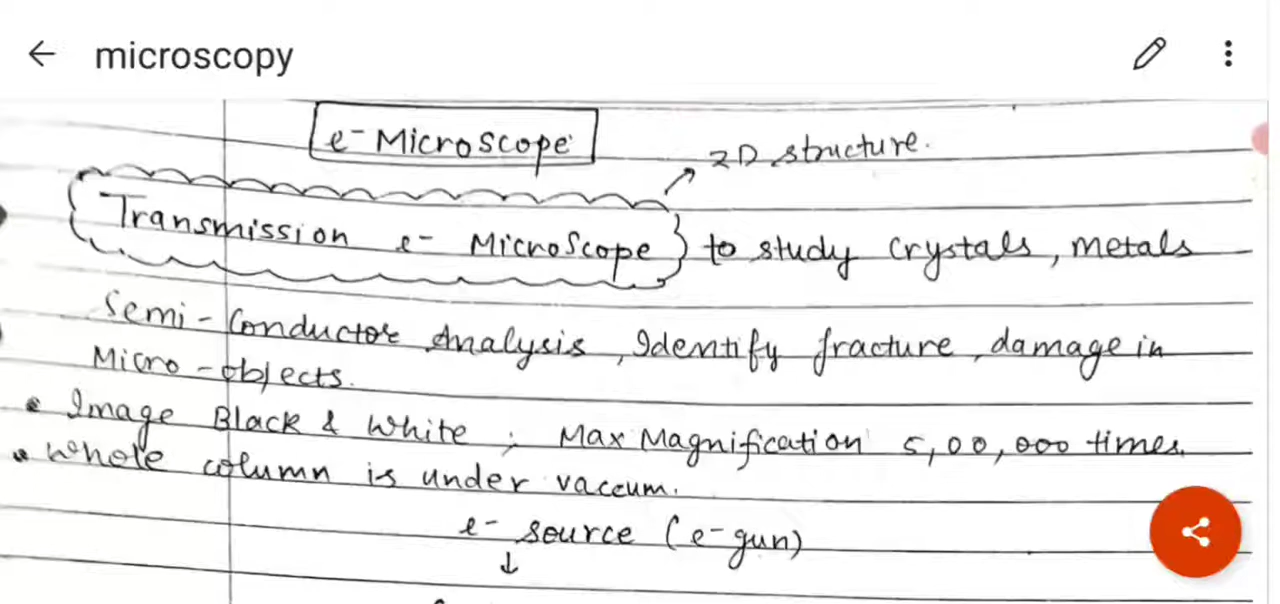 microscopy
e- Microscope
2D structure.
Transmission e- Microscope to study crystals, metals
Semi-Conductor Analysis, Identify fracture, damage in
Micro-objects.
Image Black & White ; Max Magnification 5,00,000 times.
Whole column is under vaccum.
e- source (e-gun)